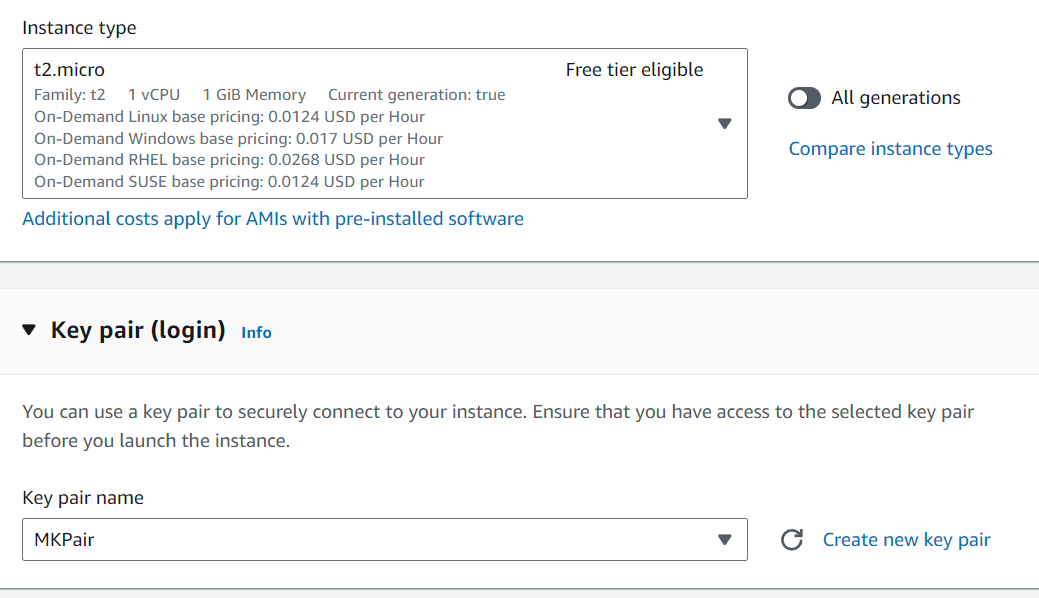 Instance type
t2.micro Free tier eligible
Family: t2 1 vCPU 1 GiB Memory Current generation: true
On-Demand Linux base pricing: 0.0124 USD per Hour
On-Demand Windows base pricing: 0.017 USD per Hour
On-Demand RHEL base pricing: 0.0268 USD per Hour
On-Demand SUSE base pricing: 0.0124 USD per Hour
All generations
Compare instance types
Additional costs apply for AMIs with pre-installed software
Key pair (login) Info
You can use a key pair to securely connect to your instance. Ensure that you have access to the selected key pair
before you launch the instance.
Key pair name
MKPair
Create new key pair